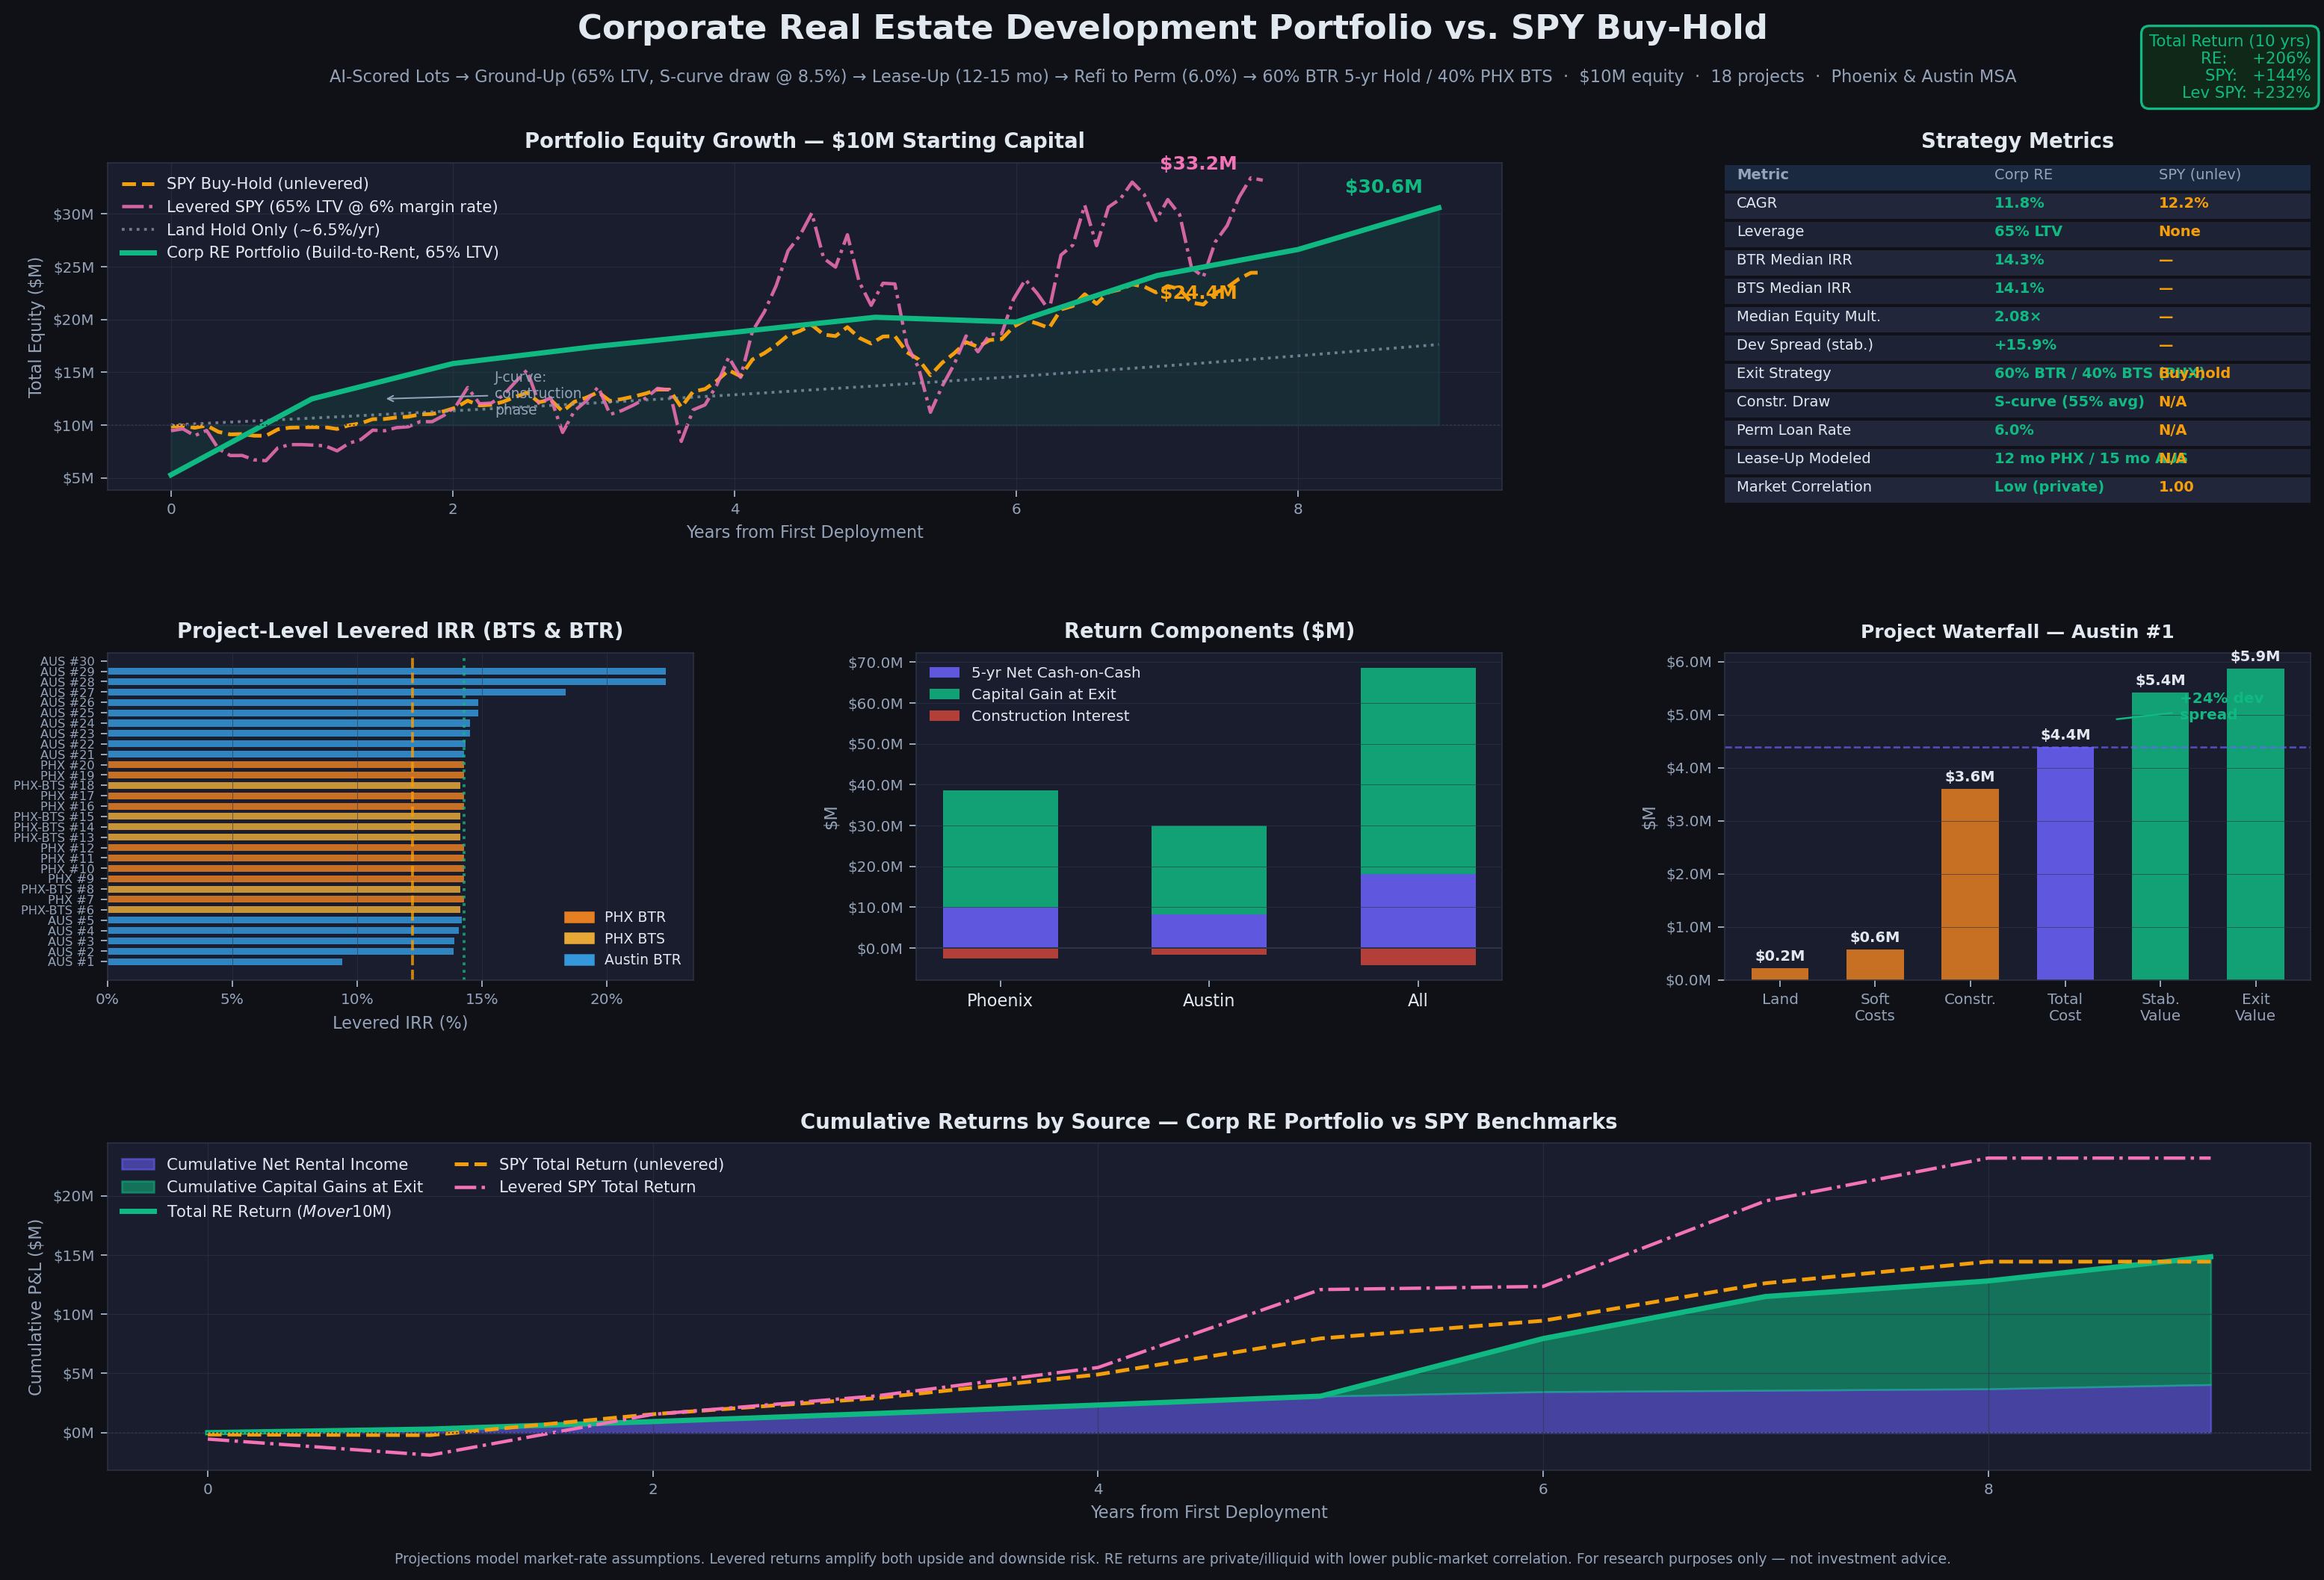 Corporate Real Estate Development Portfolio vs. SPY Buy-Hold
AI-Scored Lots → Ground-Up (65% LTV, S-curve draw @ 8.5%) → Lease-Up (12-15 mo) → Refi to Perm (6.0%) → 60% BTR 5-yr Hold / 40% PHX BTS · $10M equity · 18 projects · Phoenix & Austin MSA
Total Return (10 yrs)
RE: +206%
SPY: +144%
Lev SPY: +232%
Portfolio Equity Growth — $10M Starting Capital
SPY Buy-Hold (unlevered)
Levered SPY (65% LTV @ 6% margin rate)
Land Hold Only (~6.5%/yr)
Corp RE Portfolio (Build-to-Rent, 65% LTV)
$33.2M
$30.6M
$24.4M
J-curve:
construction
phase
Total Equity ($M)
$30M
$25M
$20M
$15M
$10M
$5M
0
2
4
6
8
Years from First Deployment
Strategy Metrics
Metric Corp RE SPY (unlev)
CAGR 11.8% 12.2%
Leverage 65% LTV None
BTR Median IRR 14.3% —
BTS Median IRR 14.1% —
Median Equity Mult. 2.08× —
Dev Spread (stab.) +15.9% —
Exit Strategy 60% BTR / 40% BTS (PHX) Buy-hold
Constr. Draw S-curve (55% avg) N/A
Perm Loan Rate 6.0% N/A
Lease-Up Modeled 12 mo PHX / 15 mo AUS N/A
Market Correlation Low (private) 1.00
Project-Level Levered IRR (BTS & BTR)
AUS #30
AUS #29
AUS #28
AUS #27
AUS #26
AUS #25
AUS #24
AUS #23
AUS #22
AUS #21
PHX #20
PHX #19
PHX-BTS #18
PHX #17
PHX #16
PHX-BTS #15
PHX-BTS #14
PHX-BTS #13
PHX #12
PHX #11
PHX #10
PHX #9
PHX-BTS #8
PHX #7
PHX-BTS #6
AUS #5
AUS #4
AUS #3
AUS #2
AUS #1
PHX BTR
PHX BTS
Austin BTR
0%
5%
10%
15%
20%
Levered IRR (%)
Return Components ($M)
5-yr Net Cash-on-Cash
Capital Gain at Exit
Construction Interest
$M
$70.0M
$60.0M
$50.0M
$40.0M
$30.0M
$20.0M
$10.0M
$0.0M
Phoenix
Austin
All
Project Waterfall — Austin #1
$M
$6.0M
$5.0M
$4.0M
$3.0M
$2.0M
$1.0M
$0.0M
$0.2M
$0.6M
$3.6M
$4.4M
$5.4M
$5.9M
+24% dev
spread
Land
Soft
Costs
Constr.
Total
Cost
Stab.
Value
Exit
Value
Cumulative Returns by Source — Corp RE Portfolio vs SPY Benchmarks
Cumulative Net Rental Income
Cumulative Capital Gains at Exit
Total RE Return (Mover10M)
SPY Total Return (unlevered)
Levered SPY Total Return
Cumulative P&L ($M)
$20M
$15M
$10M
$5M
$0M
0
2
4
6
8
Years from First Deployment
Projections model market-rate assumptions. Levered returns amplify both upside and downside risk. RE returns are private/illiquid with lower public-market correlation. For research purposes only — not investment advice.